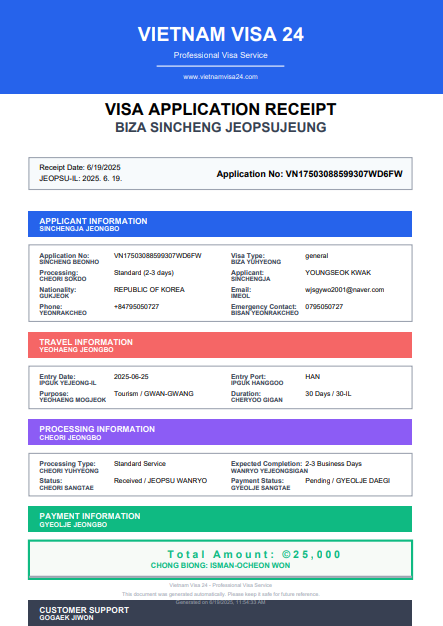 VIETNAM VISA 24
Professional Visa Service
www.vietnamvisa24.com
VISA APPLICATION RECEIPT
BIZA SINCHENG JEOPSUJEUNG
Receipt Date: 6/19/2025
JEOPSU-IL: 2025. 6. 19.
Application No: VN17503088599307WD6FW
APPLICANT INFORMATION
SINCHENGJA JEONGBO
Application No: VN17503088599307WD6FW Visa Type: general
SINCHENG BEONHO BIZA YUHYEONG
Processing: Standard (2-3 days) Applicant: YOUNGSEOK KWAK
CHEORI SOKDO SINCHENGJA
Nationality: REPUBLIC OF KOREA Email: wjsgywo2001@naver.com
GUKJEOK IMEOL
Phone: +84795050727 Emergency Contact: 0795050727
YEONRAKCHEO BISAN YEONRAKCHEO
TRAVEL INFORMATION
YEOHAENG JEONGBO
Entry Date: 2025-06-25 Entry Port: HAN
IPGUK YEJEONG-IL IPGUK HANGGOO
Purpose: Tourism / GWAN-GWANG Duration: 30 Days / 30-IL
YEOHAENG MOGJEOK CHERYOO GIGAN
PROCESSING INFORMATION
CHEORI JEONGBO
Processing Type: Standard Service Expected Completion: 2-3 Business Days
CHEORI YUHYEONG WANRYO YEJEONGSIGAN
Status: Received / JEOPSU WANRYO Payment Status: Pending / GYEOLJE DAEGI
CHEORI SANGTAE GYEOLJE SANGTAE
PAYMENT INFORMATION
GYEOLJE JEONGBO
Total Amount: ©25,000
CHONG BIONG: ISMAN-OCHEON WON
Vietnam Visa 24 - Professional Visa Service
This document was generated automatically. Please keep it safe for future reference.
Generated on 6/19/2025, 11:54:53 AM
CUSTOMER SUPPORT
GOGAEK JIWON